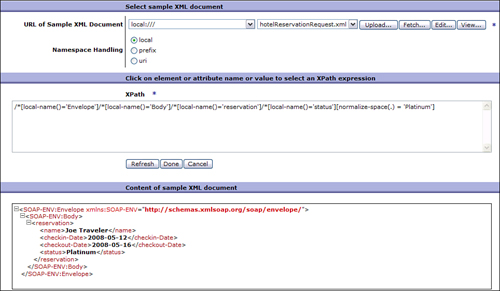 Select sample XML document
URL of Sample XML Document local:/// hotelReservationRequest.xml Upload... Fetch... Edit... View... *
Namespace Handling local
prefix
uri
Click on element or attribute name or value to select an XPath expression
XPath *
/*[local-name()='Envelope']/*[local-name()='Body']/*[local-name()='reservation']/*[local-name()='status'][normalize-space(.) = 'Platinum']
Refresh Done Cancel
Content of sample XML document
<SOAP-ENV:Envelope xmlns:SOAP-ENV="http://schemas.xmlsoap.org/soap/envelope/">
<SOAP-ENV:Body>
<reservation>
<name>Joe Traveler</name>
<checkin-Date>2008-05-12</checkin-Date>
<checkout-Date>2008-05-16</checkout-Date>
<status>Platinum</status>
</reservation>
</SOAP-ENV:Body>
</SOAP-ENV:Envelope>